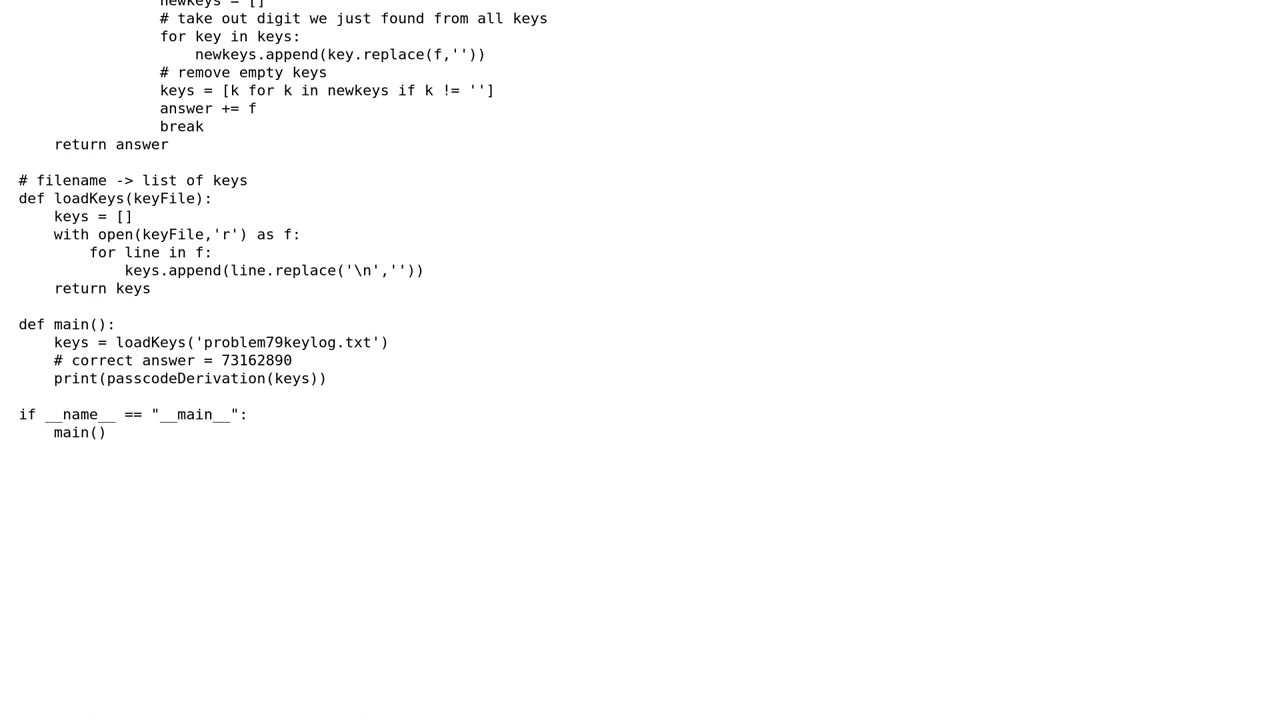 newkeys = []
                # take out digit we just found from all keys
                for key in keys:
                    newkeys.append(key.replace(f,''))
                # remove empty keys
                keys = [k for k in newkeys if k != '']
                answer += f
                break
    return answer

# filename -> list of keys
def loadKeys(keyFile):
    keys = []
    with open(keyFile,'r') as f:
        for line in f:
            keys.append(line.replace('\n',''))
    return keys

def main():
    keys = loadKeys('problem79keylog.txt')
    # correct answer = 73162890
    print(passcodeDerivation(keys))

if __name__ == "__main__":
    main()